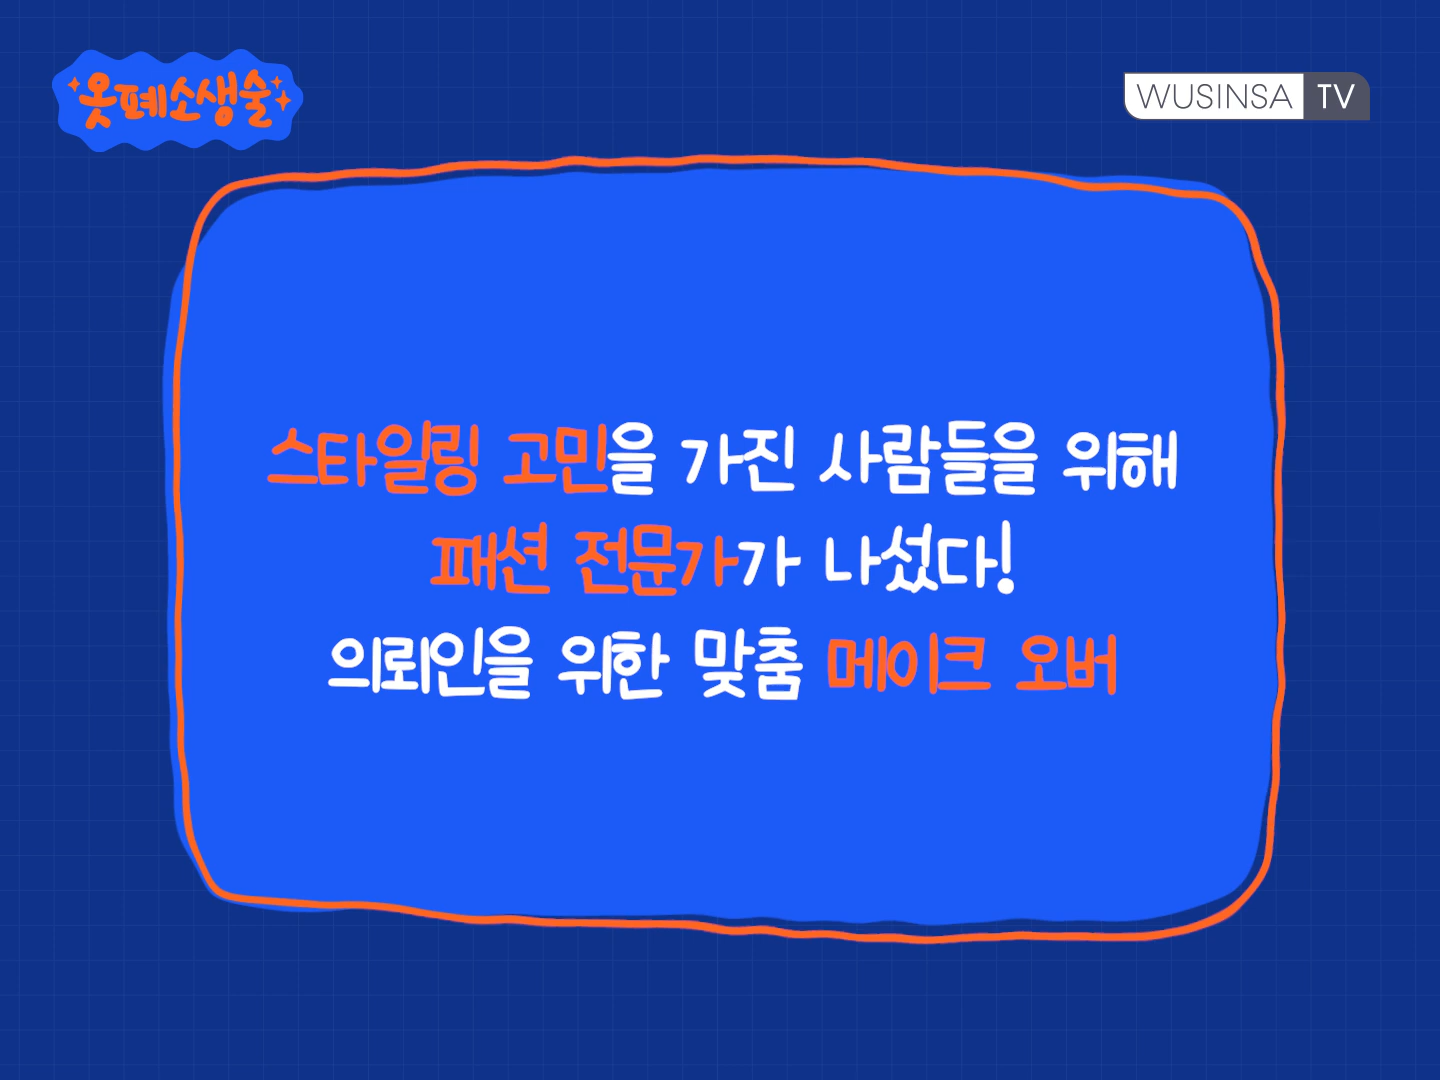 옷폐소생술
WUSINSA TV
스타일링 고민을 가진 사람들을 위해
패션 전문가가 나섰다!
의뢰인을 위한 맞춤 메이크 오버